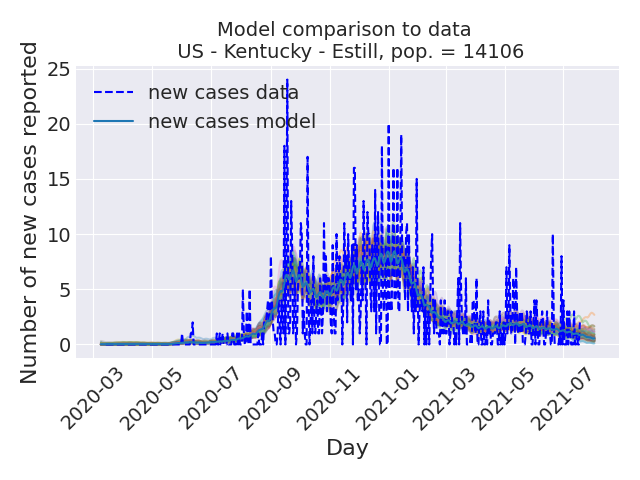 Model comparison to data
US - Kentucky - Estill, pop. = 14106
Number of new cases reported
25
20
15
10
5
0
new cases data
new cases model
2020-03
2020-05
2020-07
2020-09
2020-11
2021-01
2021-03
2021-05
2021-07
Day